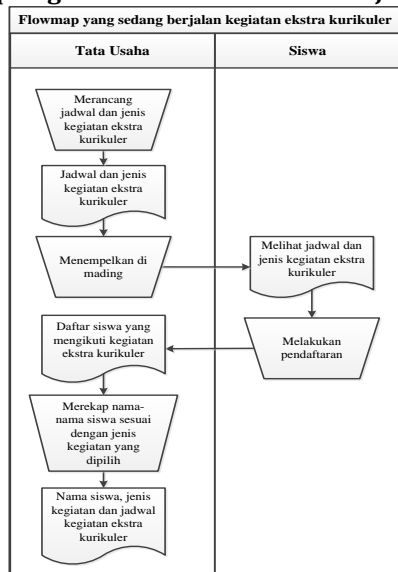 Flowmap yang sedang berjalan kegiatan ekstra kurikuler
Tata Usaha
Siswa
Merancang
jadwal dan jenis
kegiatan ekstra
kurikuler
Jadwal dan jenis
kegiatan ekstra
kurikuler
Menempelkan di
mading
Melihat jadwal dan
jenis kegiatan ekstra
kurikuler
Melakukan
pendaftaran
Daftar siswa yang
mengikuti kegiatan
ekstra kurikuler
Merekap nama-
nama siswa sesuai
dengan jenis
kegiatan yang
dipilih
Nama siswa, jenis
kegiatan dan jadwal
kegiatan ekstra
kurikuler